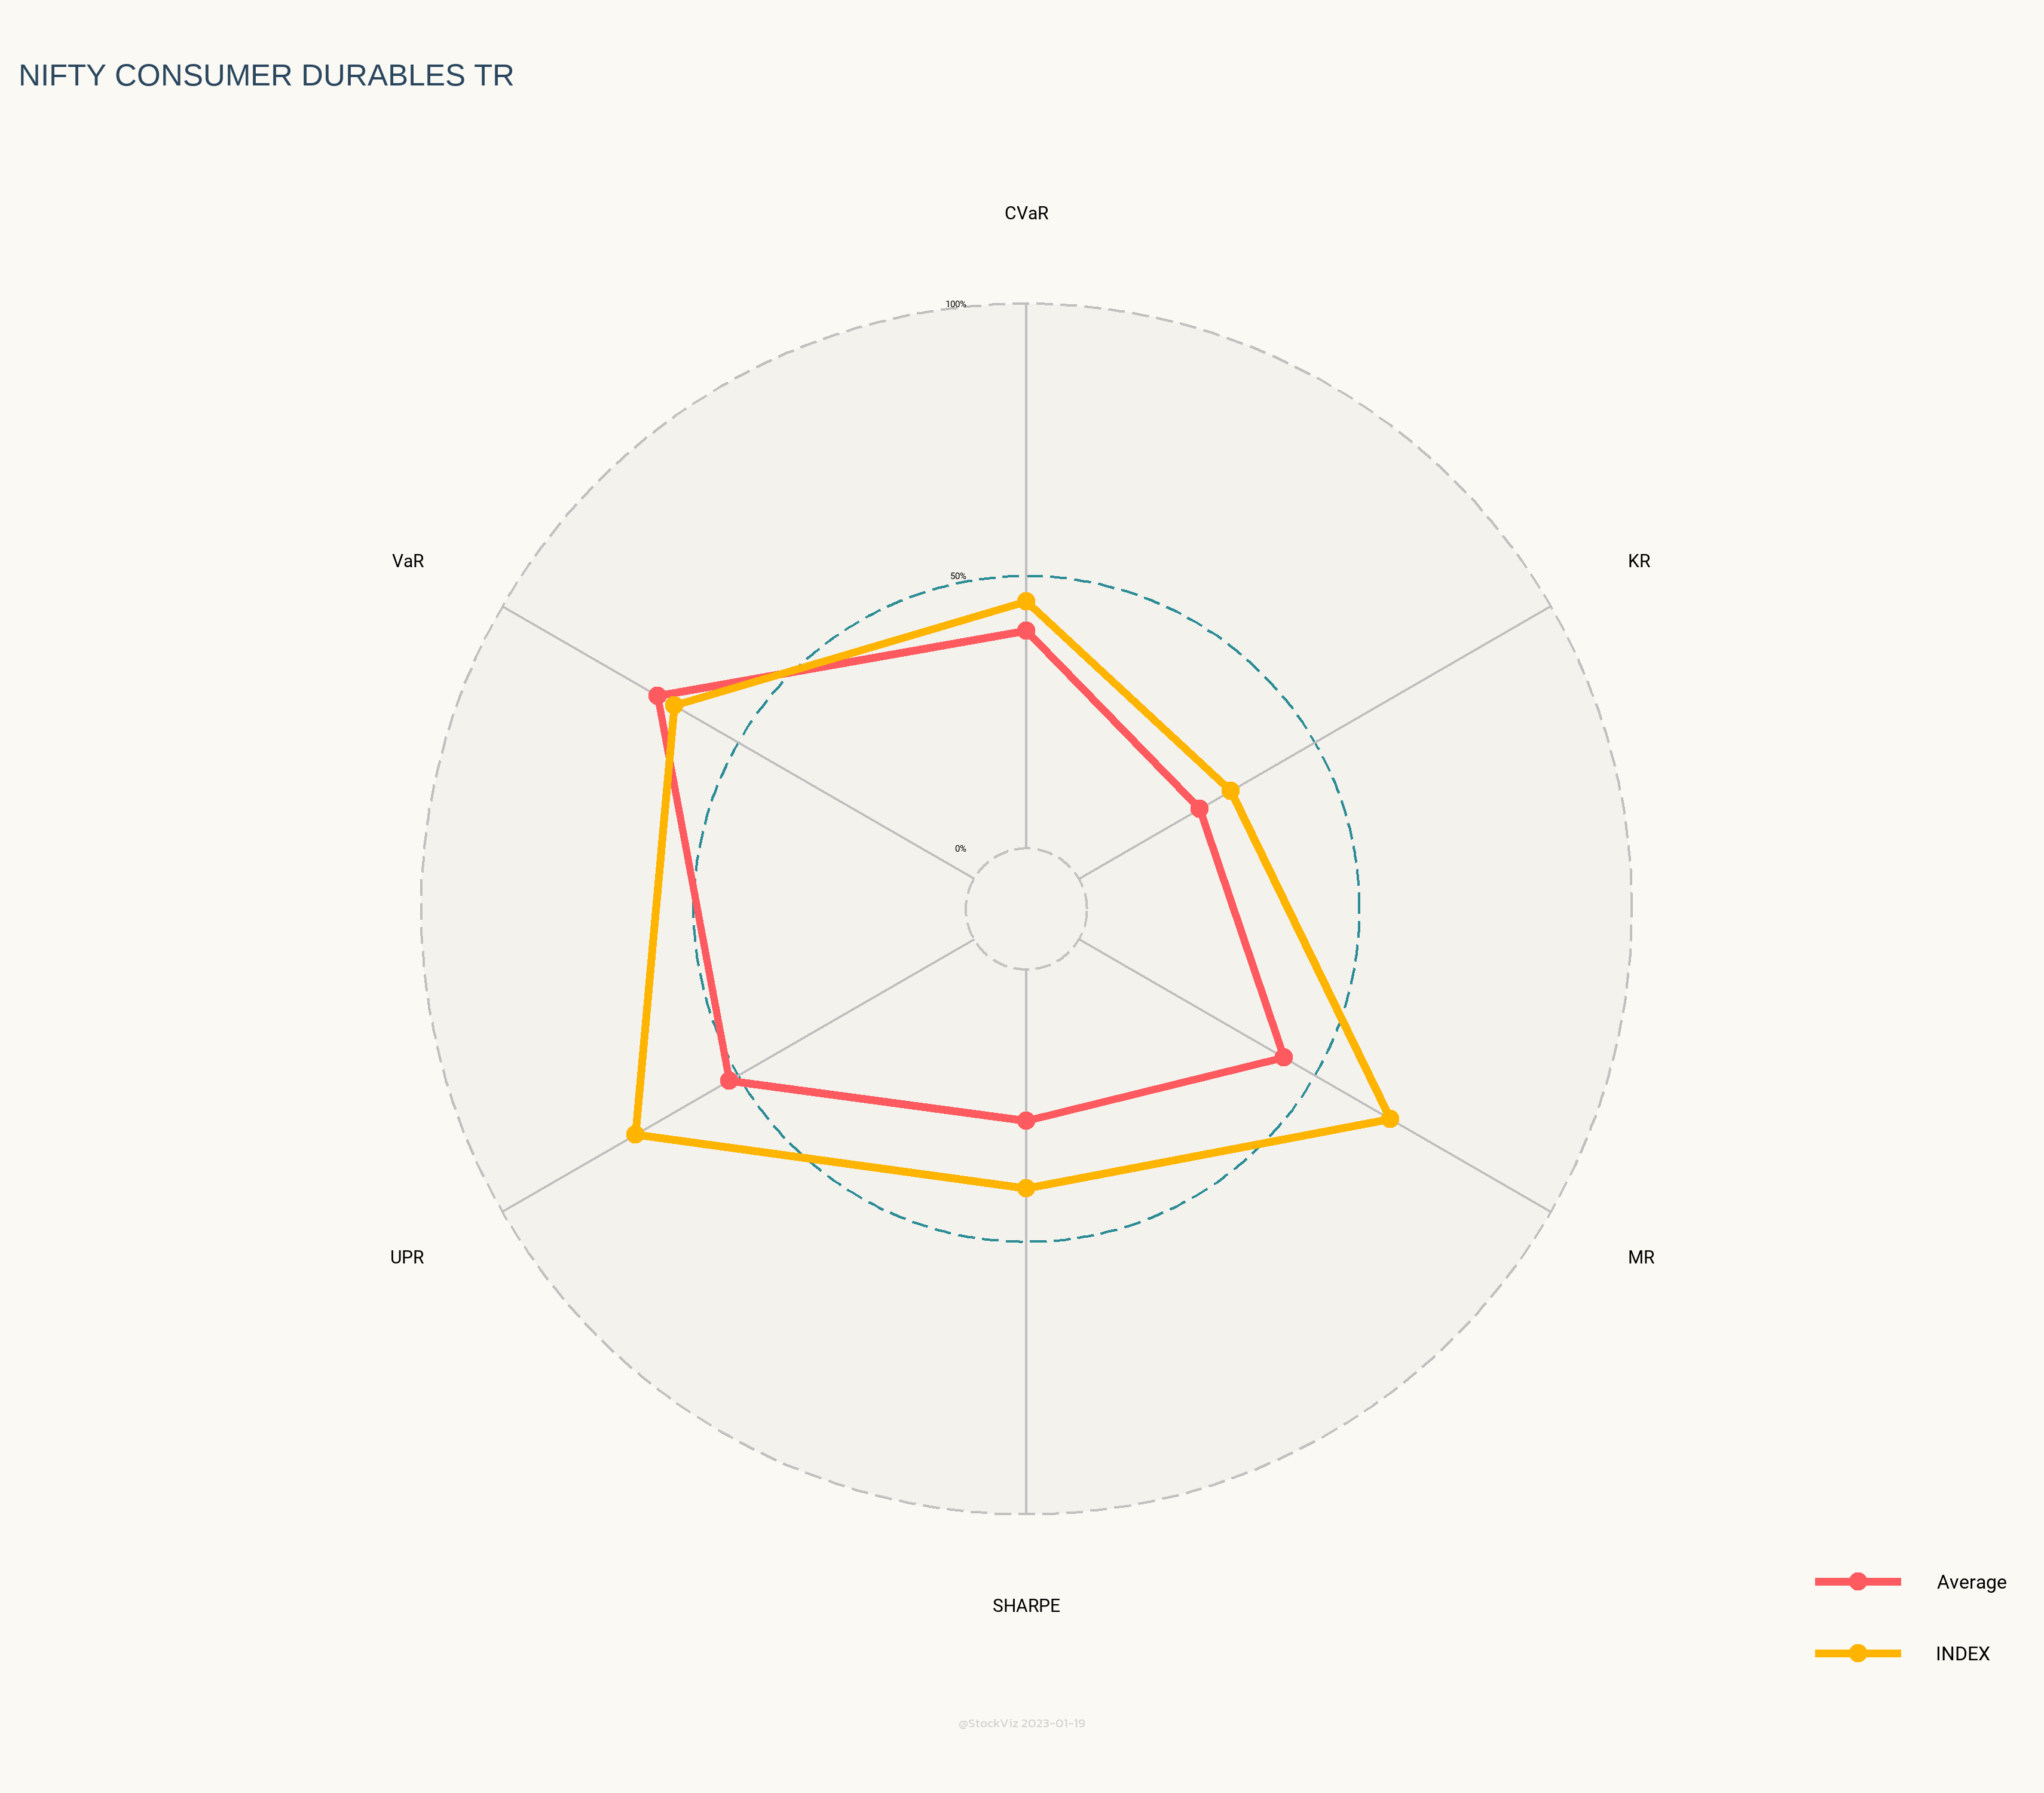 NIFTY CONSUMER DURABLES TR
CVaR
100%
VaR
KR
50%
0%
UPR
MR
SHARPE
Average
INDEX
@StockViz 2023-01-19